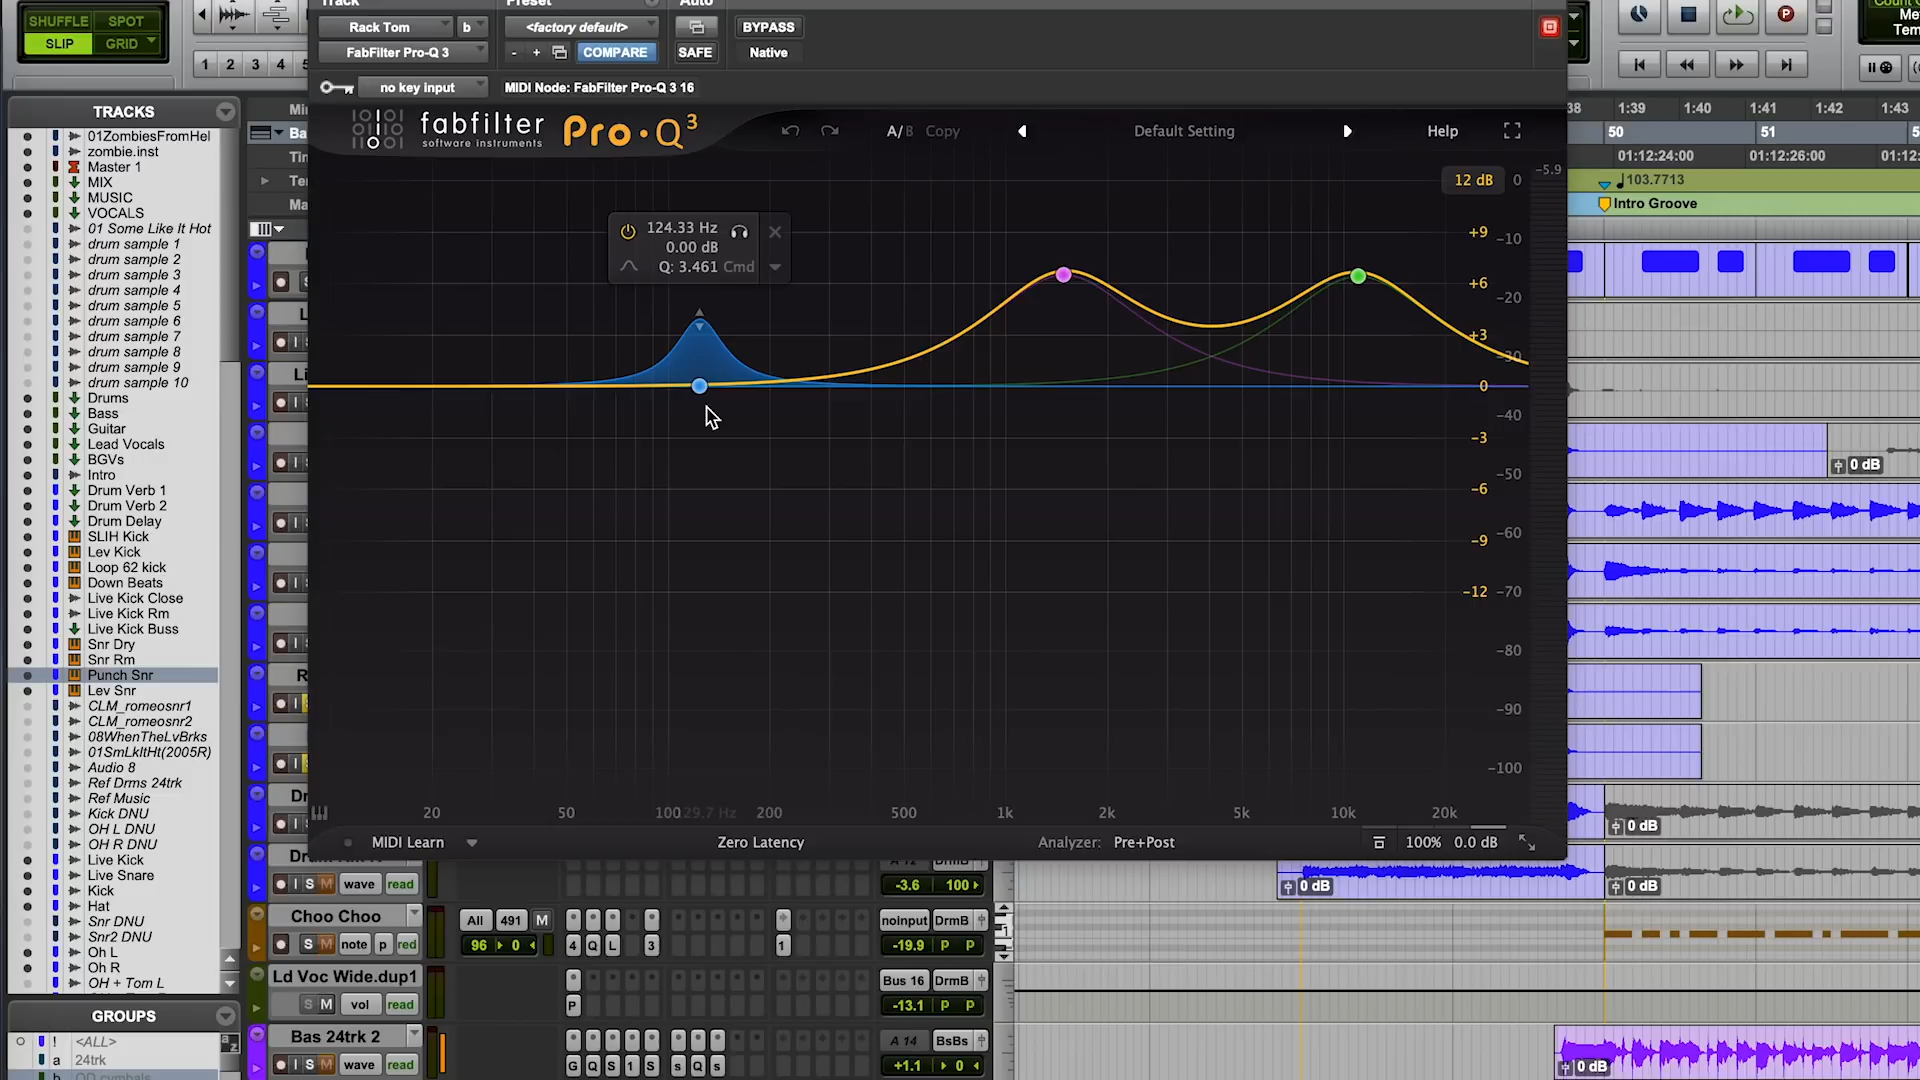 Track
Preset
Auto
SHUFFLE SPOT
SLIP GRID
1 2 3 4 5
Rack Tom b
<factory default>
BYPASS
FabFilter Pro-Q 3
- + COMPARE
SAFE
Native
no key input
MIDI Node: FabFilter Pro-Q 3 16
fabfilter
software instruments
Pro·Q 3
A/B Copy
Default Setting
Help
12 dB 0 -5.9
124.33 Hz
0.00 dB
Q: 3.461 Cmd
+9 -10
+6 -20
+3 -30
0
-40
-3
-50
-6
-60
-9
-12 -70
-80
-90
-100
20 50 100 29.7 Hz 200 500 1k 2k 5k 10k 20k
MIDI Learn
Zero Latency
Analyzer: Pre+Post
100% 0.0 dB
TRACKS
01ZombiesFromHel
zombie.inst
Master 1
MIX
MUSIC
VOCALS
01 Some Like It Hot
drum sample 1
drum sample 2
drum sample 3
drum sample 4
drum sample 5
drum sample 6
drum sample 7
drum sample 8
drum sample 9
drum sample 10
Drums
Bass
Guitar
Lead Vocals
BGVs
Intro
Drum Verb 1
Drum Verb 2
Drum Delay
SLIH Kick
Lev Kick
Loop 62 kick
Down Beats
Live Kick Close
Live Kick Rm
Live Kick Buss
Snr Dry
Snr Rm
Punch Snr
Lev Snr
CLM_romeosnr1
CLM_romeosnr2
08WhenTheLvBrks
01SmLkItHt(2005R)
Audio 8
Ref Drms 24trk
Ref Music
Kick DNU
OH L DNU
OH R DNU
Live Kick
Live Snare
Kick
Hat
Snr DNU
Snr2 DNU
Oh L
Oh R
OH + Tom L
GROUPS
! <ALL>
a 24trk
1:39 1:40 1:41 1:42 1:43
50 51
01:12:24:00 01:12:26:00 01:12:
103.7713
Intro Groove
0 dB
0 dB
0 dB
0 dB
S M wave read
-3.6 100
Choo Choo
All 491 M
noinput DrmB
S M note p red
96 0
4 Q L 3 1
-19.9 P P
Ld Voc Wide.dup1
Bus 16 DrmB
S M vol read
P
-13.1 P P
Bas 24trk 2
A 14 BsBs
I S M wave read
G Q S 1 S s Q s
+1.1 0
0 dB